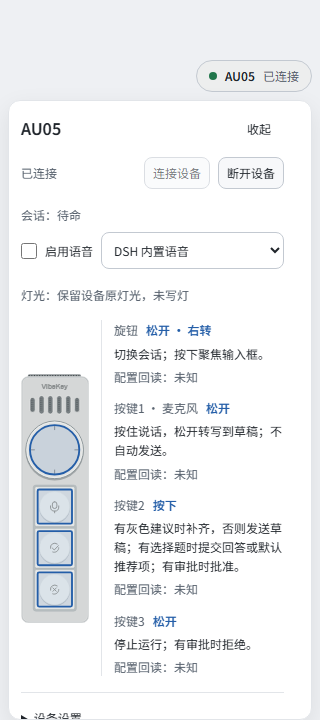 AU05 已连接
AU05 收起
已连接 连接设备 断开设备
会话：待命
启用语音 DSH 内置语音
灯光：保留设备原灯光，未写灯
VibeKey
旋钮 松开 · 右转
切换会话；按下聚焦输入框。
配置回读：未知
按键1 · 麦克风 松开
按住说话，松开转写到草稿；不
自动发送。
配置回读：未知
按键2 按下
有灰色建议时补齐，否则发送草
稿；有选择题时提交回答或默认
推荐项；有审批时批准。
配置回读：未知
按键3 松开
停止运行；有审批时拒绝。
配置回读：未知
设备设置